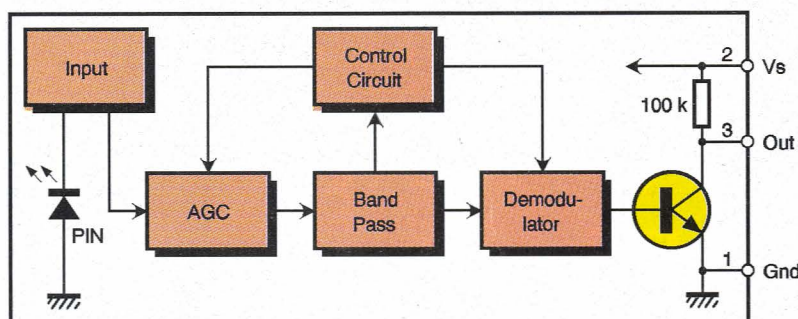 Input
Control
Circuit
2
Vs
100 k
3
Out
PIN
AGC
Band
Pass
Demodu-
lator
1
Gnd